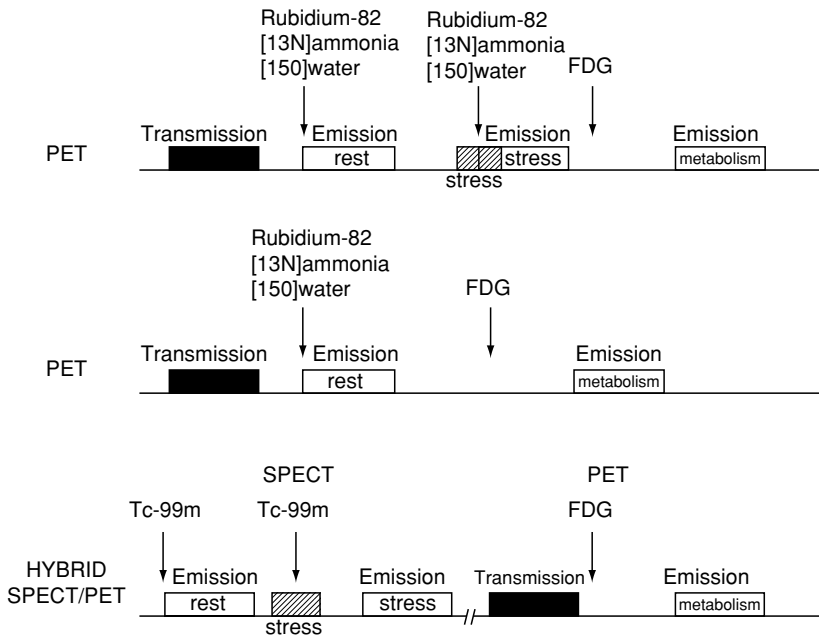 Rubidium-82
[13N]ammonia
[150]water
Rubidium-82
[13N]ammonia
[150]water
FDG
PET
Transmission
Emission
rest
stress
Emission
stress
Emission
metabolism
Rubidium-82
[13N]ammonia
[150]water
FDG
PET
Transmission
Emission
rest
Emission
metabolism
SPECT
PET
Tc-99m
Tc-99m
FDG
HYBRID
SPECT/PET
Emission
rest
stress
Emission
stress
//
Transmission
Emission
metabolism